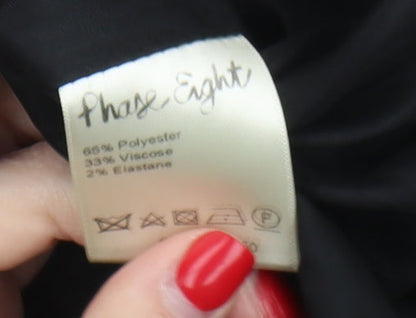 Phase Eight
65% Polyester
33% Viscose
2% Elastane
P